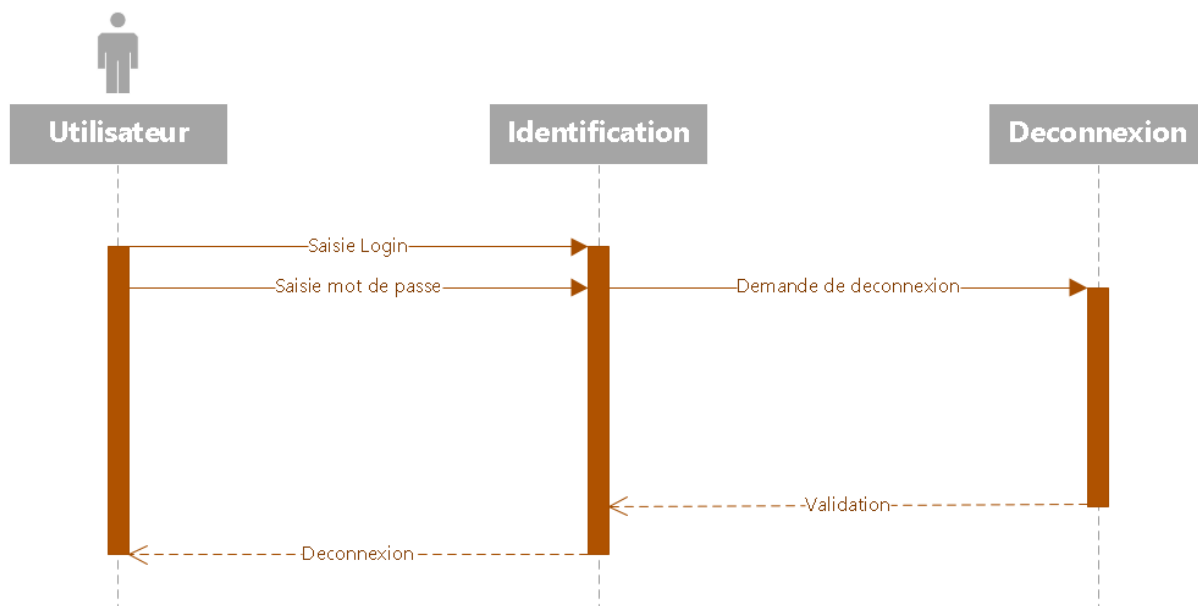 Utilisateur
Identification
Deconnexion
Saisie Login
Saisie mot de passe
Demande de deconnexion
Validation
Deconnexion